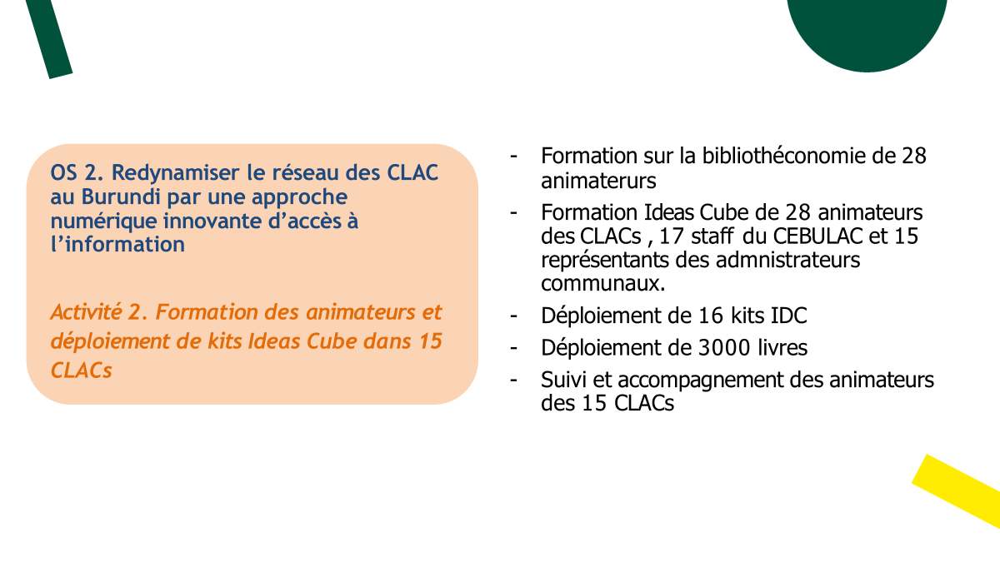 OS 2. Redynamiser le réseau des CLAC
au Burundi par une approche
numérique innovante d’accès à
l’information
Activité 2. Formation des animateurs et
déploiement de kits Ideas Cube dans 15
CLACs
- Formation sur la bibliothéconomie de 28
animaterurs
- Formation Ideas Cube de 28 animateurs
des CLACs , 17 staff du CEBULAC et 15
représentants des admnistrateurs
communaux.
- Déploiement de 16 kits IDC
- Déploiement de 3000 livres
- Suivi et accompagnement des animateurs
des 15 CLACs